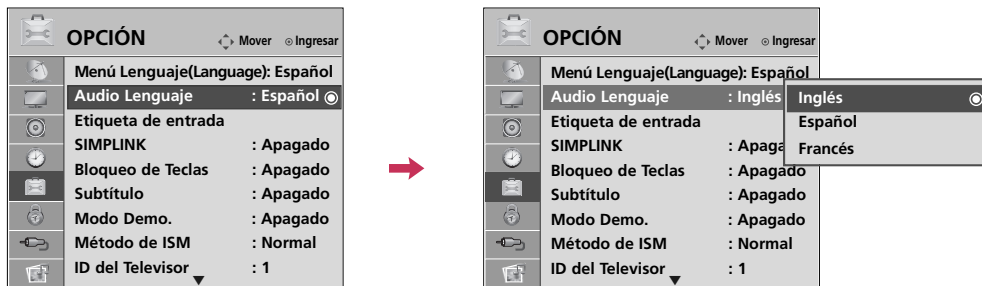 OPCIÓN Mover Ingresar
Menú Lenguaje(Language): Español
Audio Lenguaje : Español
Etiqueta de entrada
SIMPLINK : Apagado
Bloqueo de Teclas : Apagado
Subtítulo : Apagado
Modo Demo. : Apagado
Método de ISM : Normal
ID del Televisor : 1
OPCIÓN Mover Ingresar
Menú Lenguaje(Language): Español
Audio Lenguaje : Inglés
Etiqueta de entrada
SIMPLINK : Apaga
Bloqueo de Teclas : Apagado
Subtítulo : Apagado
Modo Demo. : Apagado
Método de ISM : Normal
ID del Televisor : 1
Inglés
Español
Francés